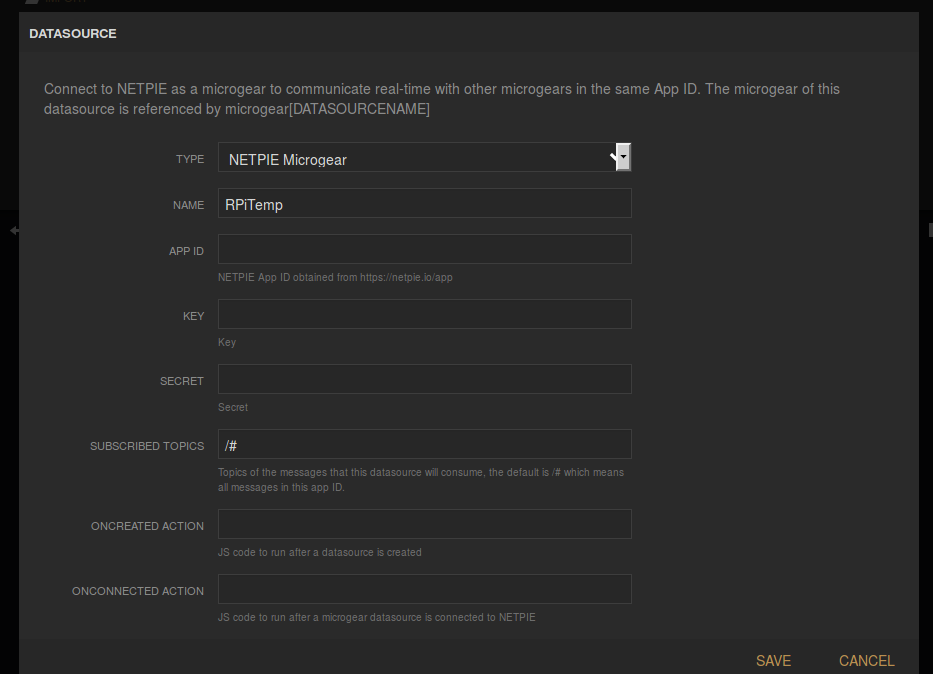 DATASOURCE
Connect to NETPIE as a microgear to communicate real-time with other microgears in the same App ID. The microgear of this
datasource is referenced by microgear[DATASOURCENAME]
TYPE NETPIE Microgear
NAME RPiTemp
APP ID
NETPIE App ID obtained from https://netpie.io/app
KEY
Key
SECRET
Secret
SUBSCRIBED TOPICS /#
Topics of the messages that this datasource will consume, the default is /# which means
all messages in this app ID.
ONCREATED ACTION
JS code to run after a datasource is created
ONCONNECTED ACTION
JS code to run after a microgear datasource is connected to NETPIE
SAVE CANCEL